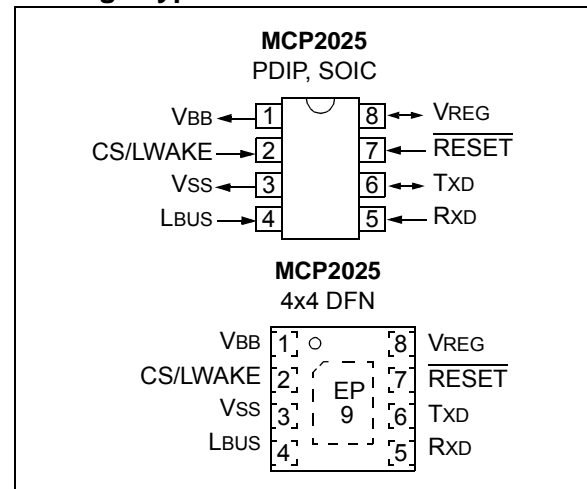 MCP2025
PDIP, SOIC
VBB 1 8 VREG
CS/LWAKE 2 7 RESET
VSS 3 6 TXD
LBUS 4 5 RXD
MCP2025
4x4 DFN
VBB 1 8 VREG
CS/LWAKE 2 EP 7 RESET
VSS 3 9 6 TXD
LBUS 4 5 RXD